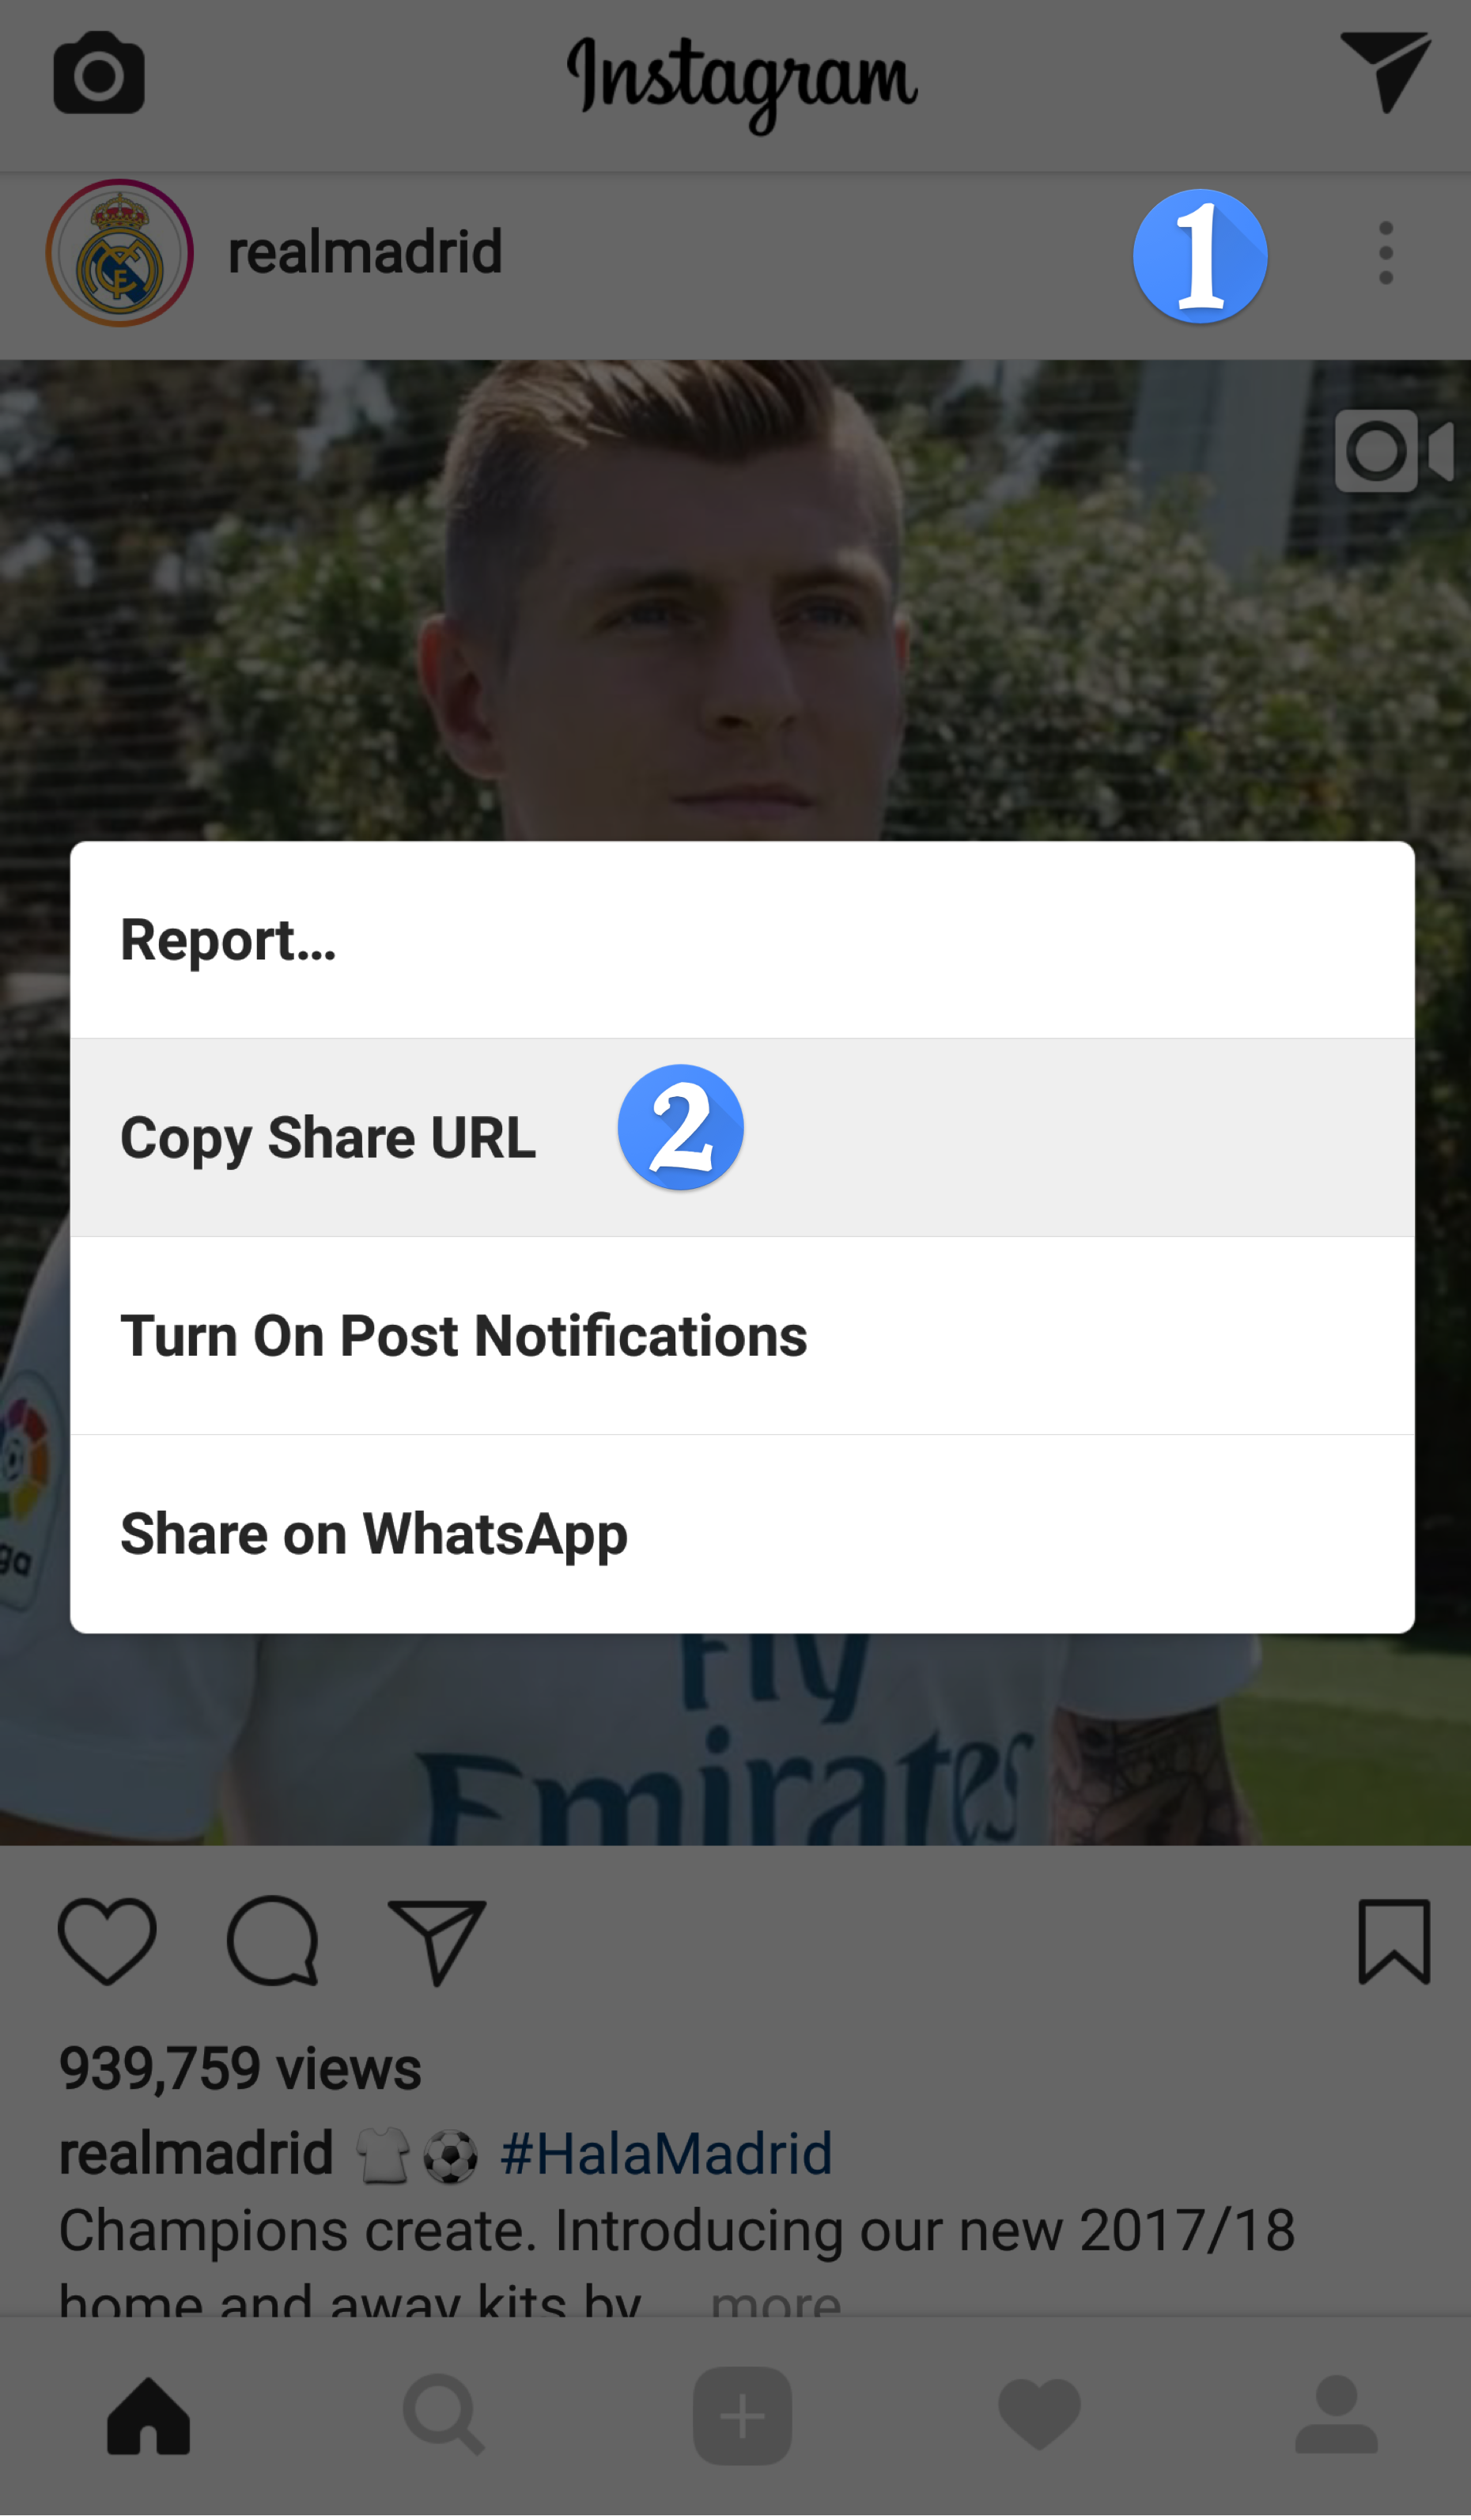 Instagram
realmadrid
1
Report...
Copy Share URL
2
Turn On Post Notifications
Share on WhatsApp
ga
Fly
Emirates
939,759 views
realmadrid 👕⚽ #HalaMadrid
Champions create. Introducing our new 2017/18
home and away kits by more